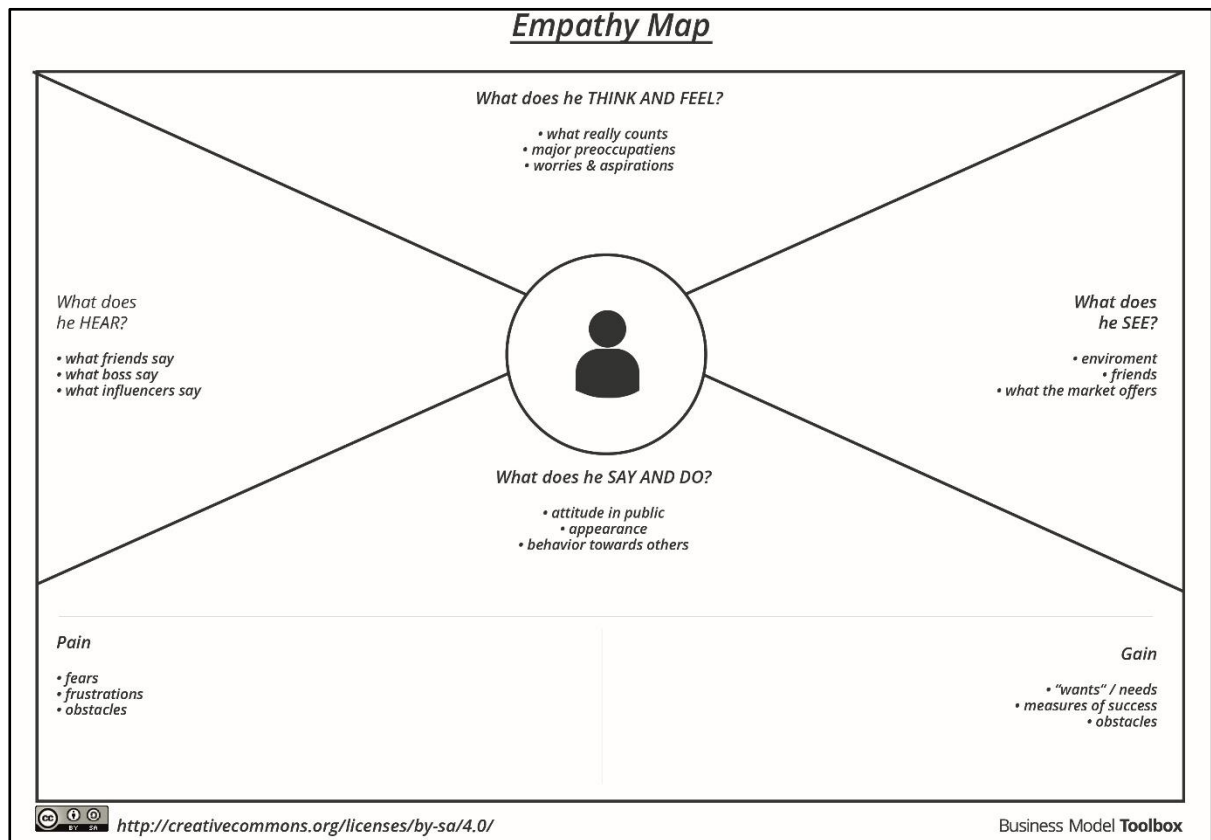 Empathy Map
What does he THINK AND FEEL?
• what really counts
• major preoccupatiens
• worries & aspirations
What does
he HEAR?
• what friends say
• what boss say
• what influencers say
What does
he SEE?
• enviroment
• friends
• what the market offers
What does he SAY AND DO?
• attitude in public
• appearance
• behavior towards others
Pain
• fears
• frustrations
• obstacles
Gain
• “wants“ / needs
• measures of success
• obstacles
cc BY SA
http://creativecommons.org/licenses/by-sa/4.0/
Business Model Toolbox